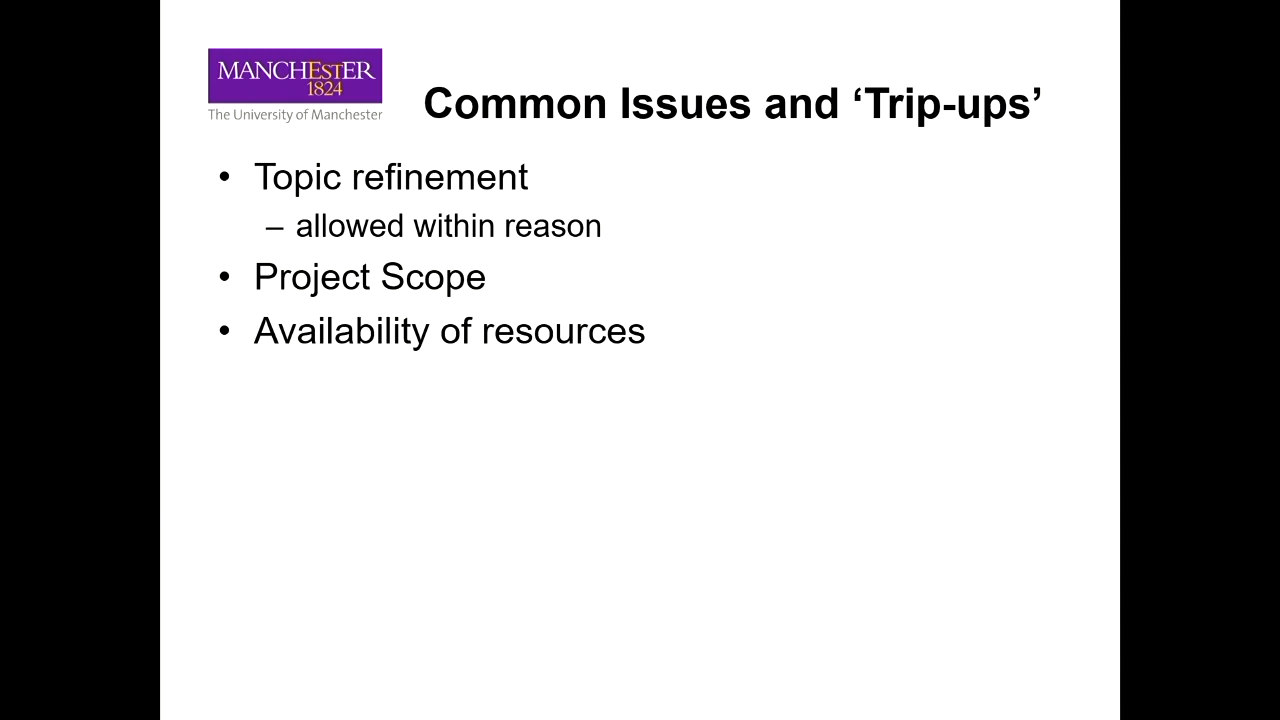 MANCHESTER
1824
The University of Manchester
Common Issues and ‘Trip-ups’
• Topic refinement
– allowed within reason
• Project Scope
• Availability of resources